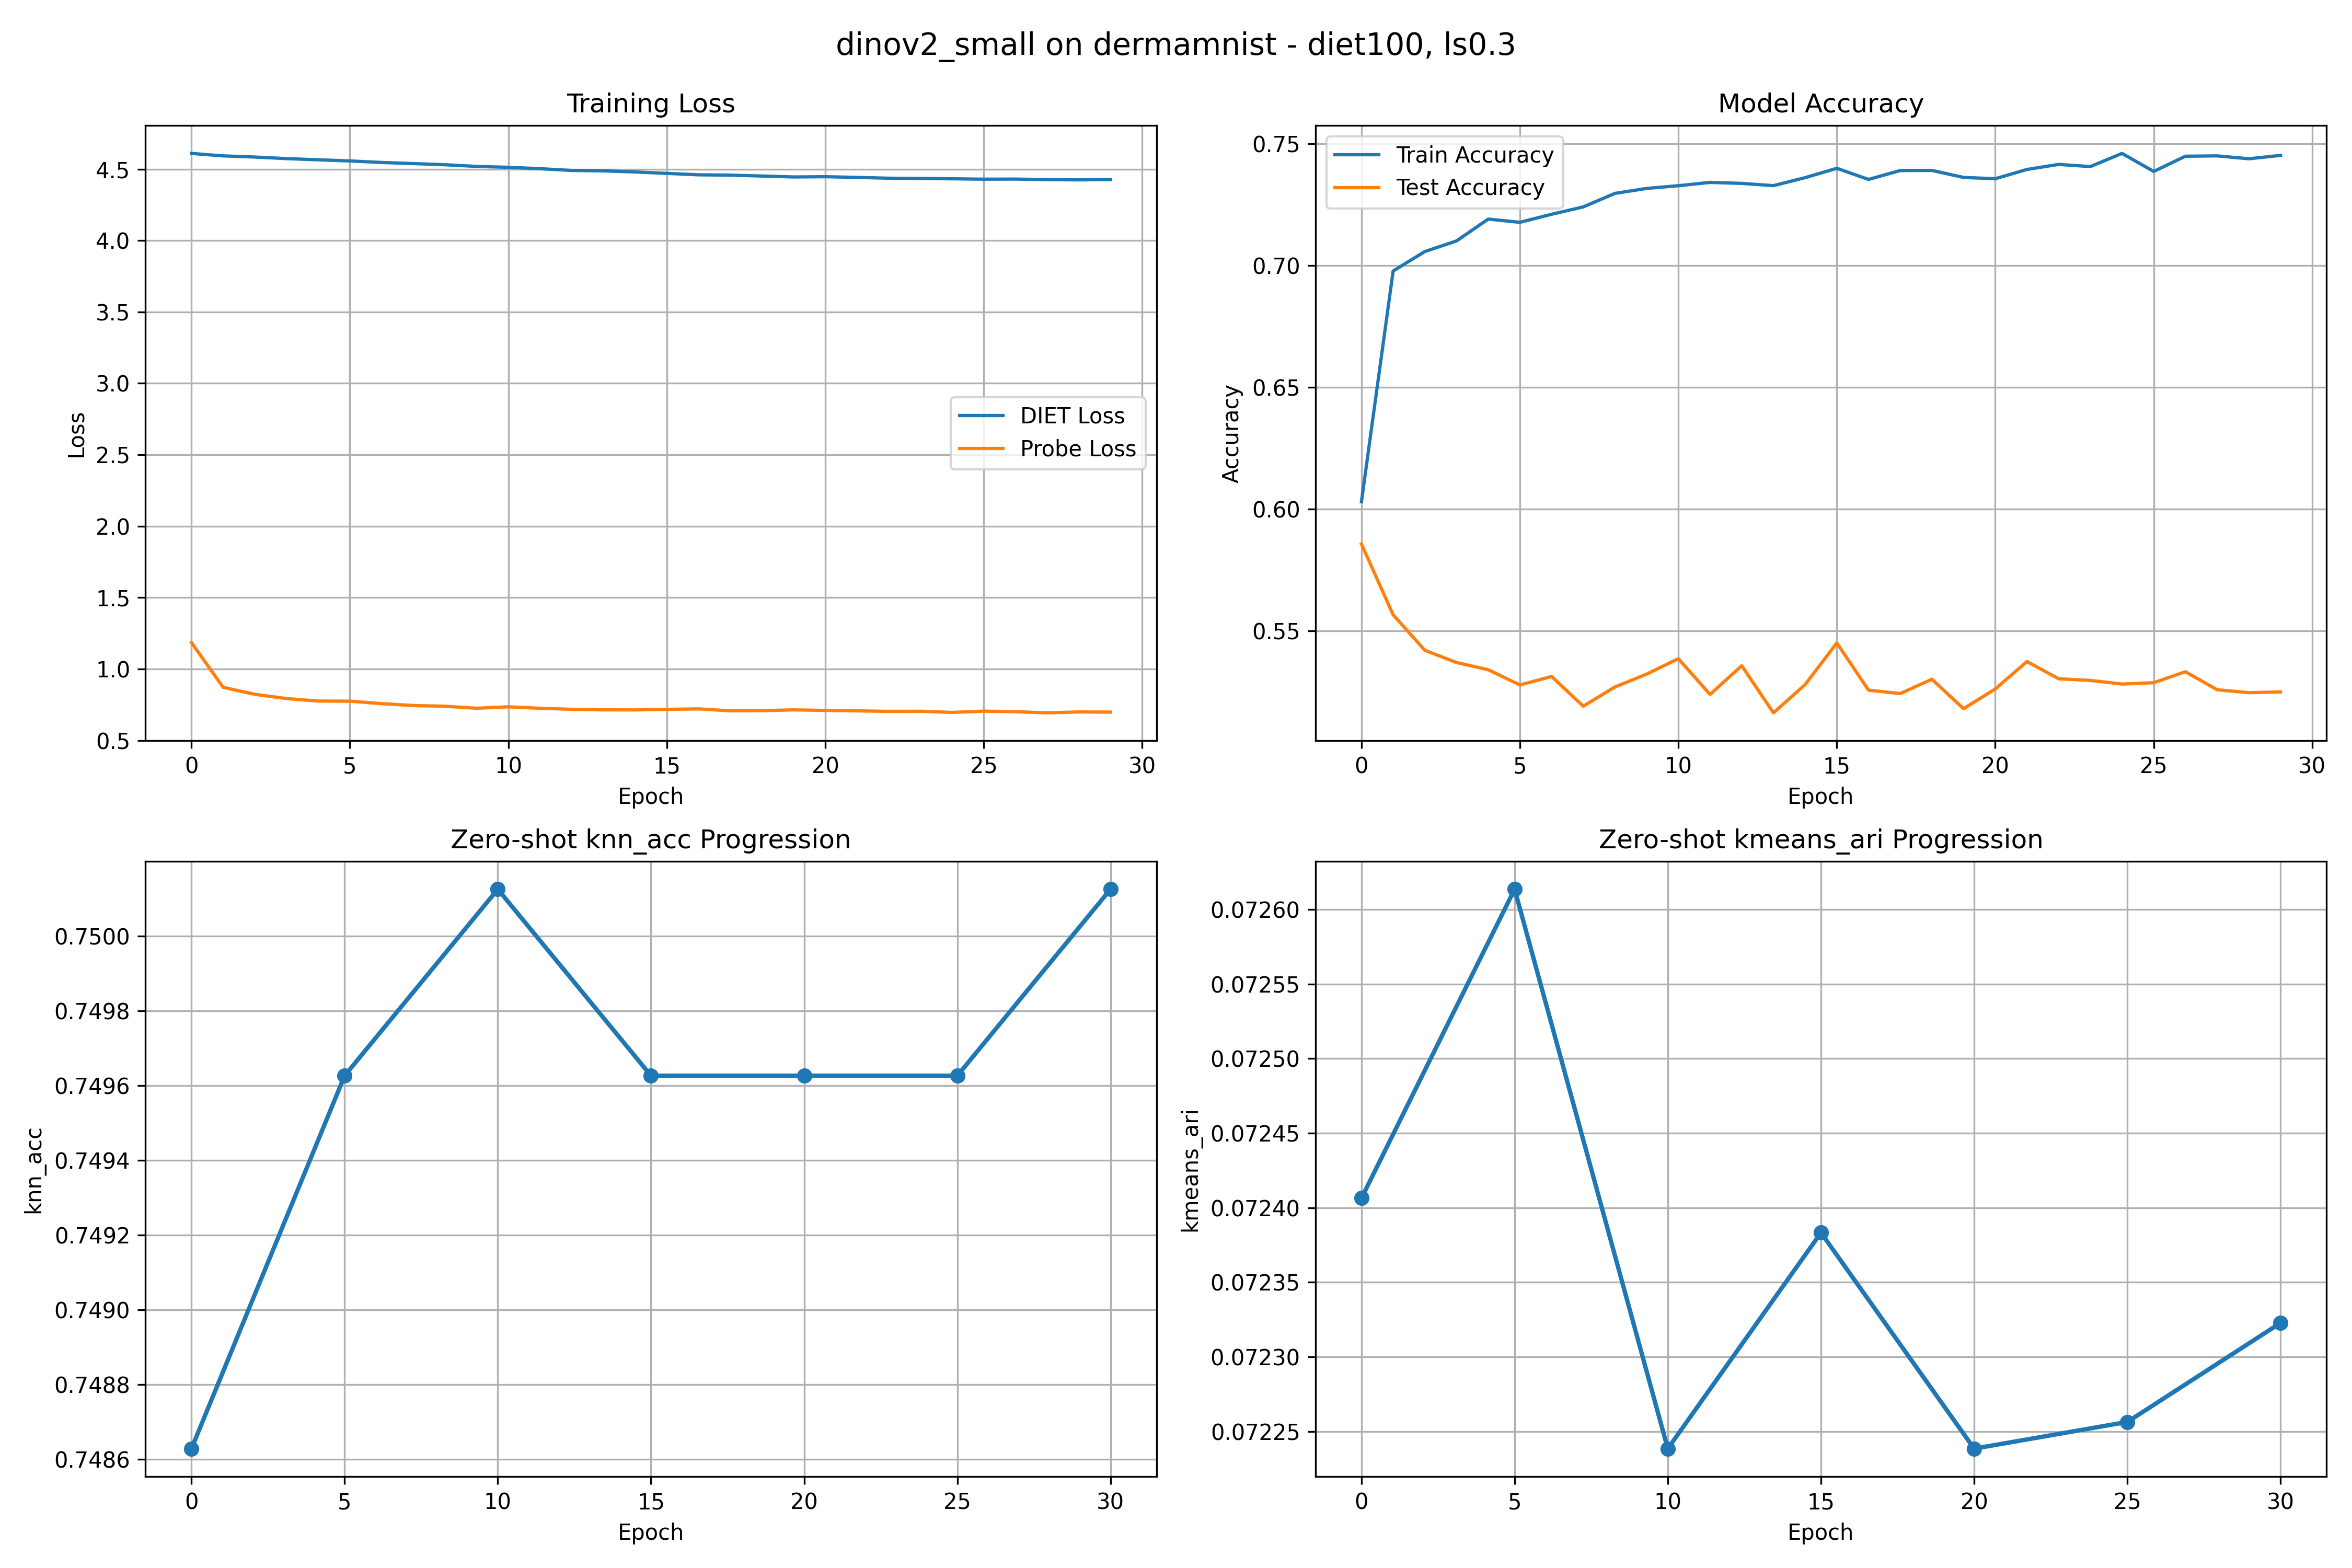 dinov2_small on dermamnist - diet100, ls0.3
Training Loss
4.5
4.0
3.5
3.0
2.5
2.0
1.5
1.0
0.5
Loss
DIET Loss
Probe Loss
0 5 10 15 20 25 30
Epoch
Model Accuracy
0.75
0.70
0.65
0.60
0.55
Accuracy
Train Accuracy
Test Accuracy
0 5 10 15 20 25 30
Epoch
Zero-shot knn_acc Progression
0.7500
0.7498
0.7496
0.7494
0.7492
0.7490
0.7488
0.7486
knn_acc
0 5 10 15 20 25 30
Epoch
Zero-shot kmeans_ari Progression
0.07260
0.07255
0.07250
0.07245
0.07240
0.07235
0.07230
0.07225
kmeans_ari
0 5 10 15 20 25 30
Epoch